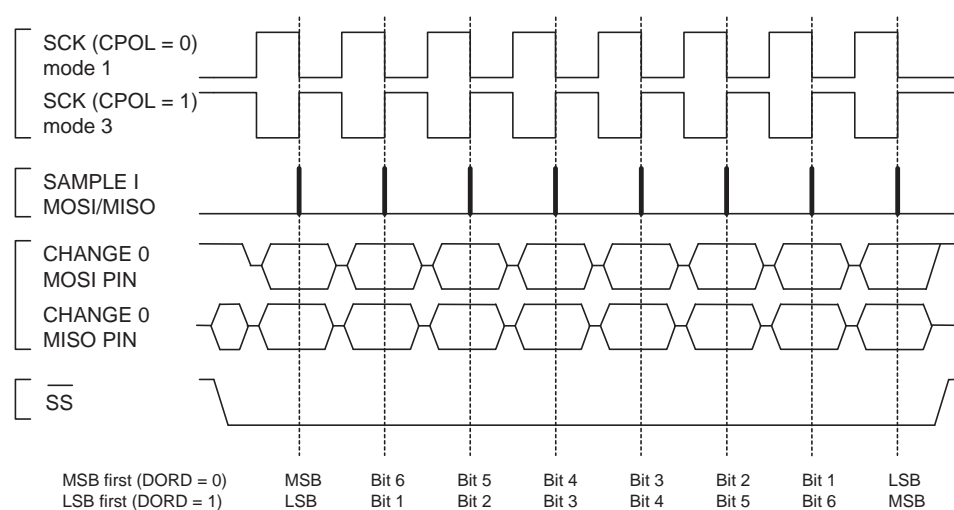 SCK (CPOL = 0)
mode 1
SCK (CPOL = 1)
mode 3
SAMPLE I
MOSI/MISO
CHANGE 0
MOSI PIN
CHANGE 0
MISO PIN
SS
MSB first (DORD = 0) MSB Bit 6 Bit 5 Bit 4 Bit 3 Bit 2 Bit 1 LSB
LSB first (DORD = 1) LSB Bit 1 Bit 2 Bit 3 Bit 4 Bit 5 Bit 6 MSB